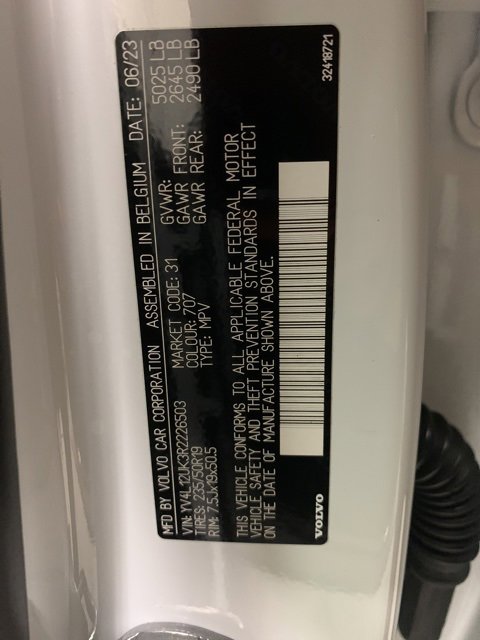 MFD BY VOLVO CAR CORPORATION ASSEMBLED IN BELGIUM DATE: 06/23
VIN: YV4L12UK3R2226503 MARKET CODE: 31 GVWR: 5025 LB
TIRES: 235/50R19 COLOUR: 707 GAWR FRONT: 2645 LB
RIM: 7.5Jx19x50.5 TYPE: MPV GAWR REAR: 2490 LB
THIS VEHICLE CONFORMS TO ALL APPLICABLE FEDERAL MOTOR
VEHICLE SAFETY AND THEFT PREVENTION STANDARDS IN EFFECT
ON THE DATE OF MANUFACTURE SHOWN ABOVE.
VOLVO 32418721